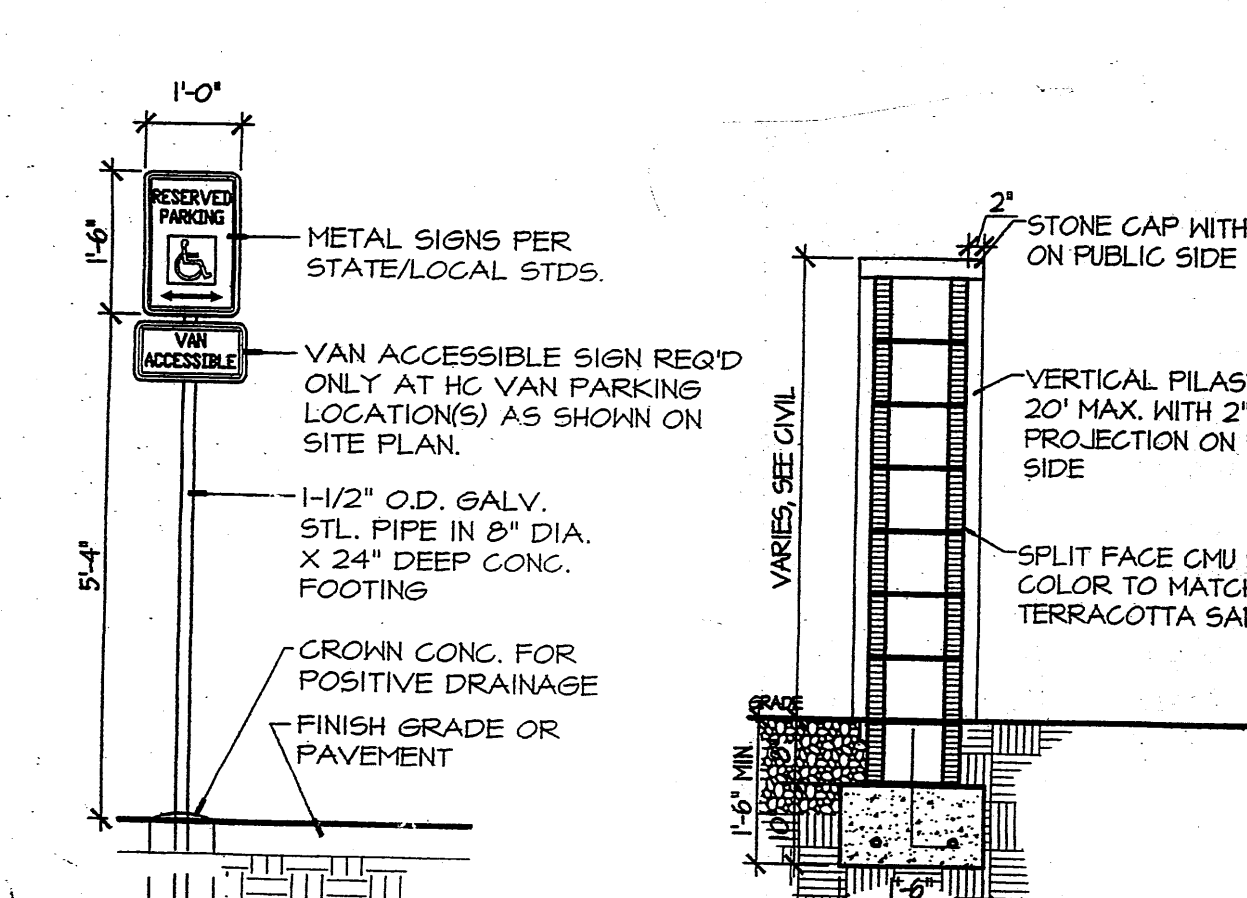 1'-0"
RESERVED
PARKING
1'-6"
METAL SIGNS PER
STATE/LOCAL STDS.
VAN
ACCESSIBLE
VAN ACCESSIBLE SIGN REQ'D
ONLY AT HC VAN PARKING
LOCATION(S) AS SHOWN ON
SITE PLAN.
1-1/2" O.D. GALV.
STL. PIPE IN 8" DIA.
X 24" DEEP CONC.
FOOTING
5'-4"
CROWN CONC. FOR
POSITIVE DRAINAGE
FINISH GRADE OR
PAVEMENT
2"
STONE CAP WITH
ON PUBLIC SIDE
VARIES, SEE CIVIL
VERTICAL PILAS
20' MAX. WITH 2"
PROJECTION ON
SIDE
SPLIT FACE CMU
COLOR TO MATCH
TERRACOTTA SA
GRADE
1'-6" MIN
8"
10"
1'-6"